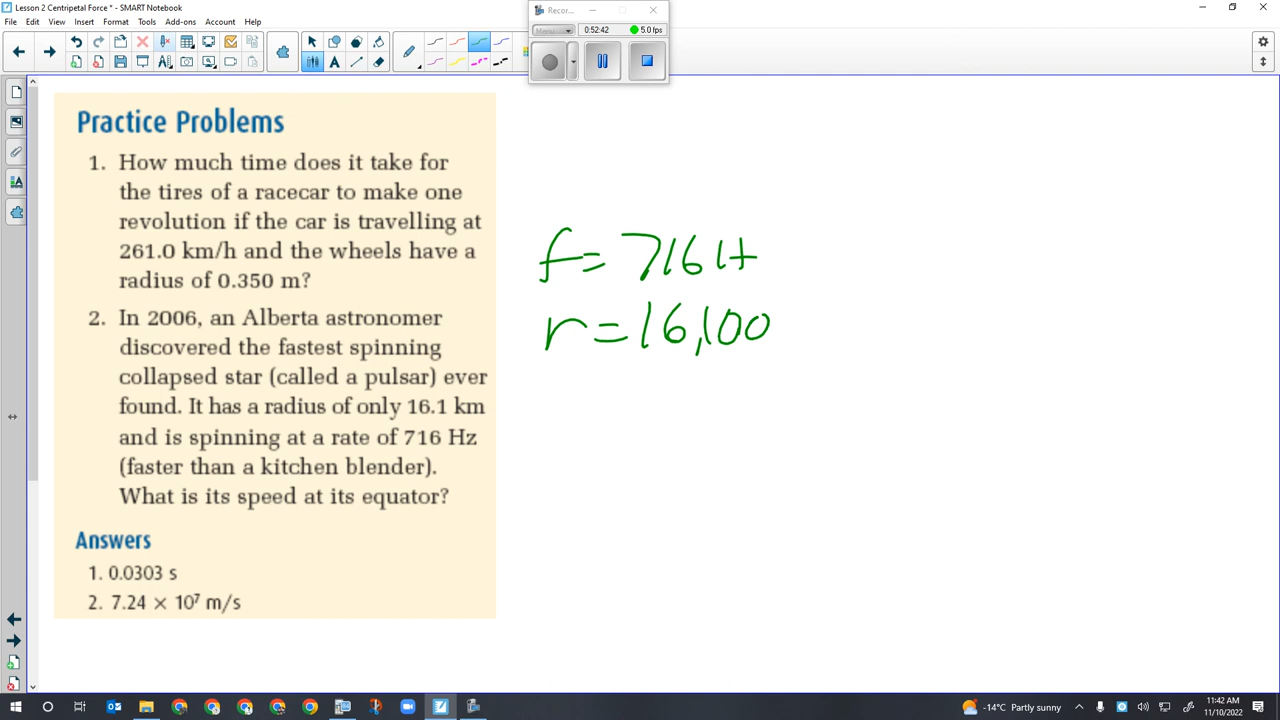 Lesson 2 Centripetal Force * - SMART Notebook
File Edit View Insert Format Tools Add-ons Account Help
Recor...
Menu
0:52:42
5.0 fps
Practice Problems
1. How much time does it take for
the tires of a racecar to make one
revolution if the car is travelling at
261.0 km/h and the wheels have a
radius of 0.350 m?
2. In 2006, an Alberta astronomer
discovered the fastest spinning
collapsed star (called a pulsar) ever
found. It has a radius of only 16.1 km
and is spinning at a rate of 716 Hz
(faster than a kitchen blender).
What is its speed at its equator?
Answers
1. 0.0303 s
2. 7.24 × 10⁷ m/s
f = 716 H
r = 16,100
-14°C Partly sunny
11:42 AM
11/10/2022